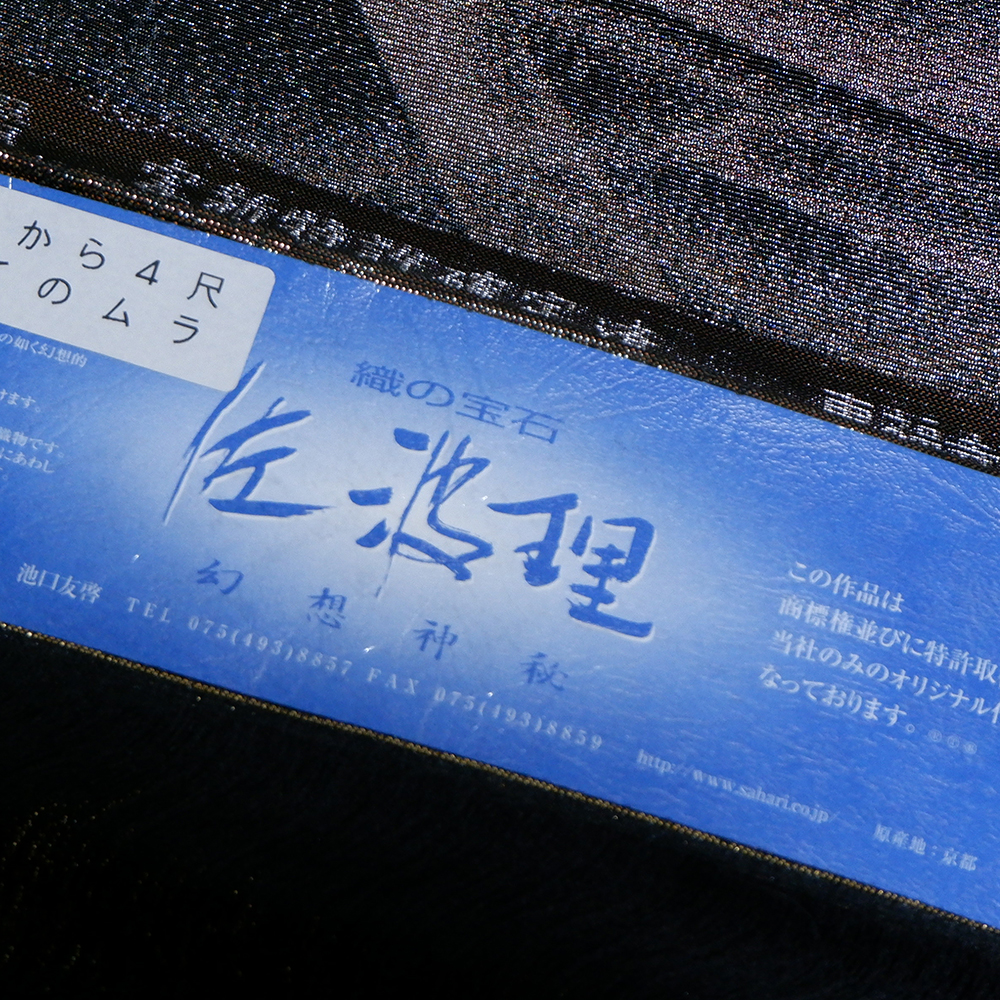 から4尺
のムラ
の如く幻想的
けます。
織物です。
にあわし
織の宝石
佐波理
幻想神秘
池口友啓 TEL 075(493)8857 FAX 075(493)8859
http://www.sahari.co.jp/
原産地:京都
この作品は
商標権並びに特許取
当社のみのオリジナル
なっております。